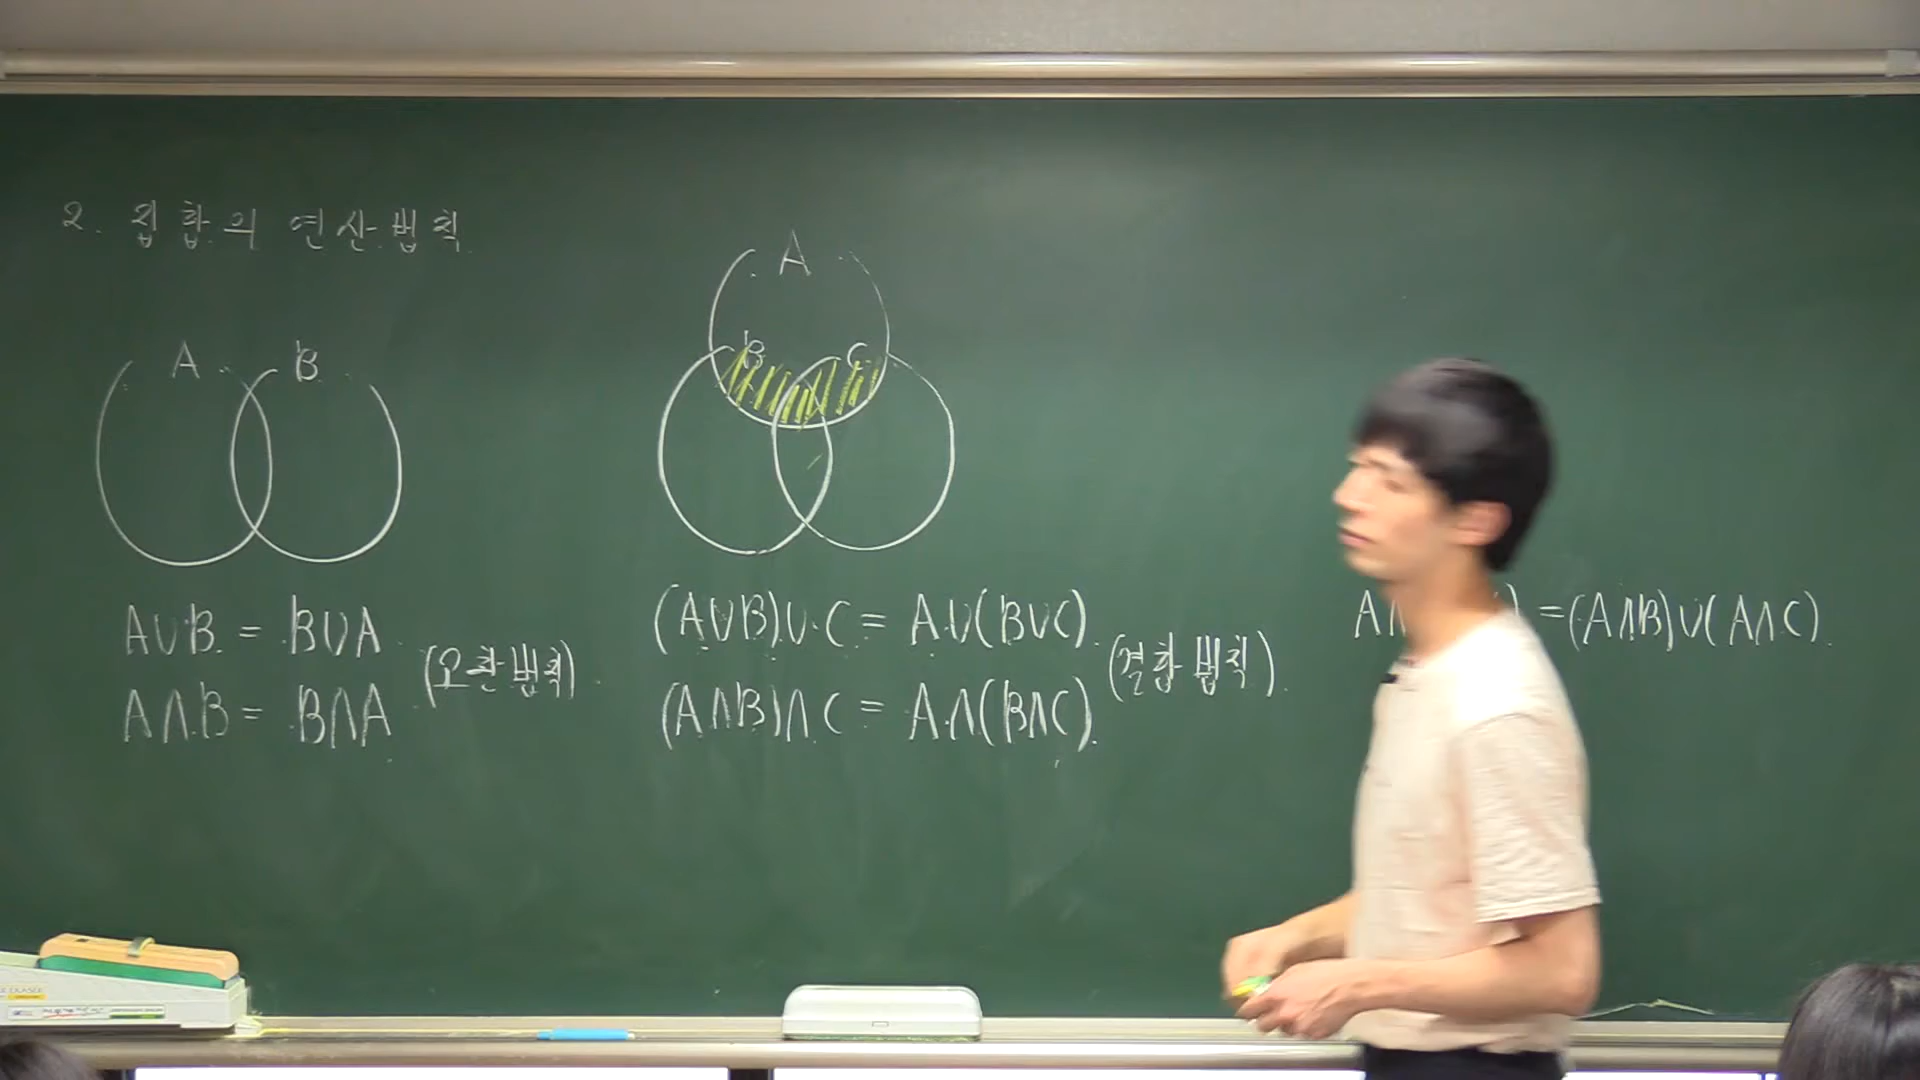 2. 집합의 연산법칙
A B
A
B C
A∪B = B∪A
A∩B = B∩A
(교환법칙)
(A∪B)∪C = A∪(B∪C)
(A∩B)∩C = A∩(B∩C)
(결합법칙)
A∩ ) =(A∩B)∪(A∩C)